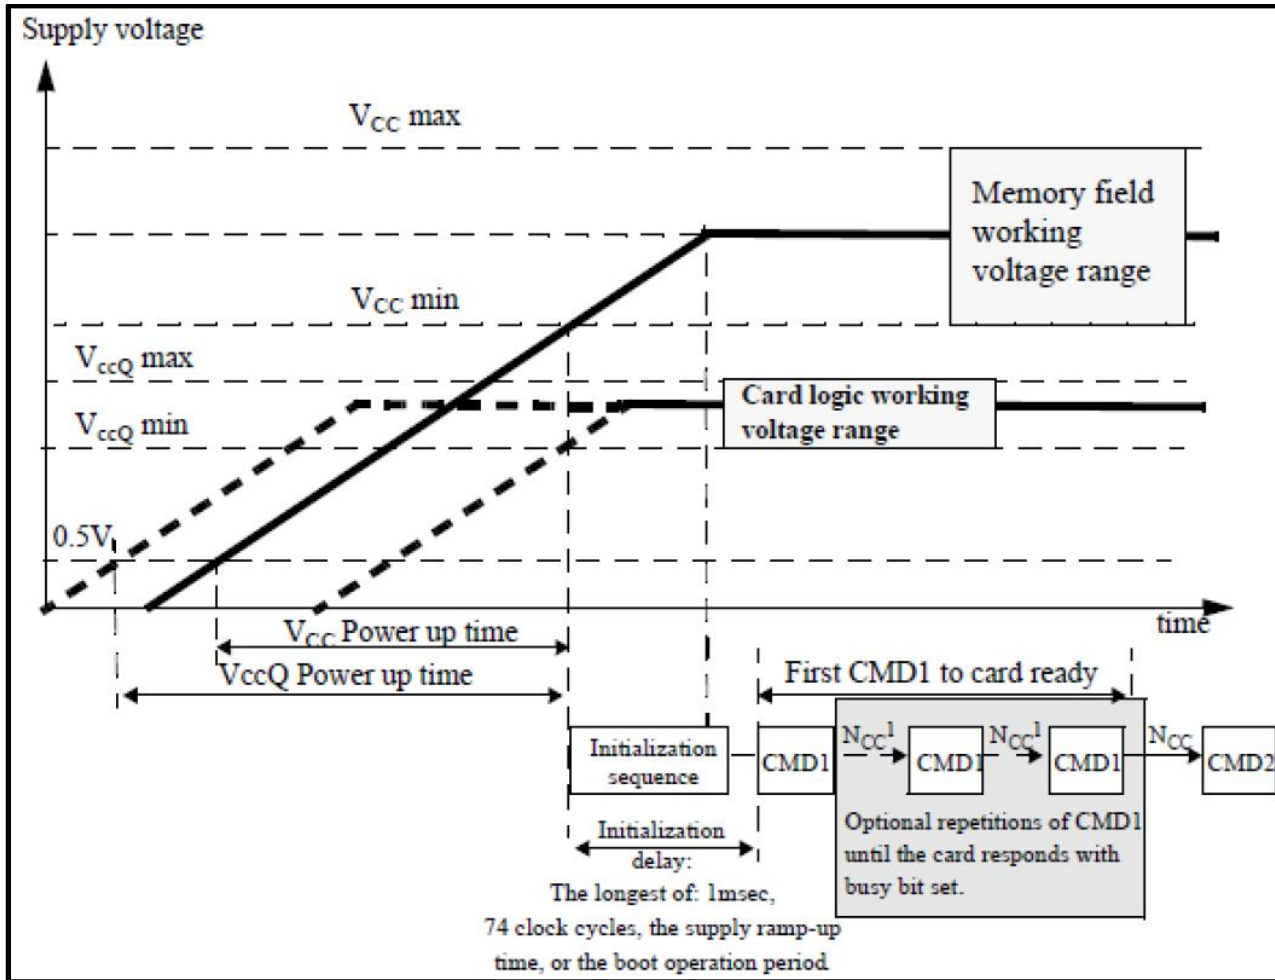 Supply voltage
VCC max
Memory field
working
voltage range
VCC min
VccQ max
Card logic working
voltage range
VccQ min
0.5V
time
VCC Power up time
VccQ Power up time
First CMD1 to card ready
Initialization
sequence
CMD1
NCC1
CMD1
NCC1
CMD1
NCC
CMD2
Optional repetitions of CMD1
until the card responds with
busy bit set.
Initialization
delay:
The longest of: 1msec,
74 clock cycles, the supply ramp-up
time, or the boot operation period